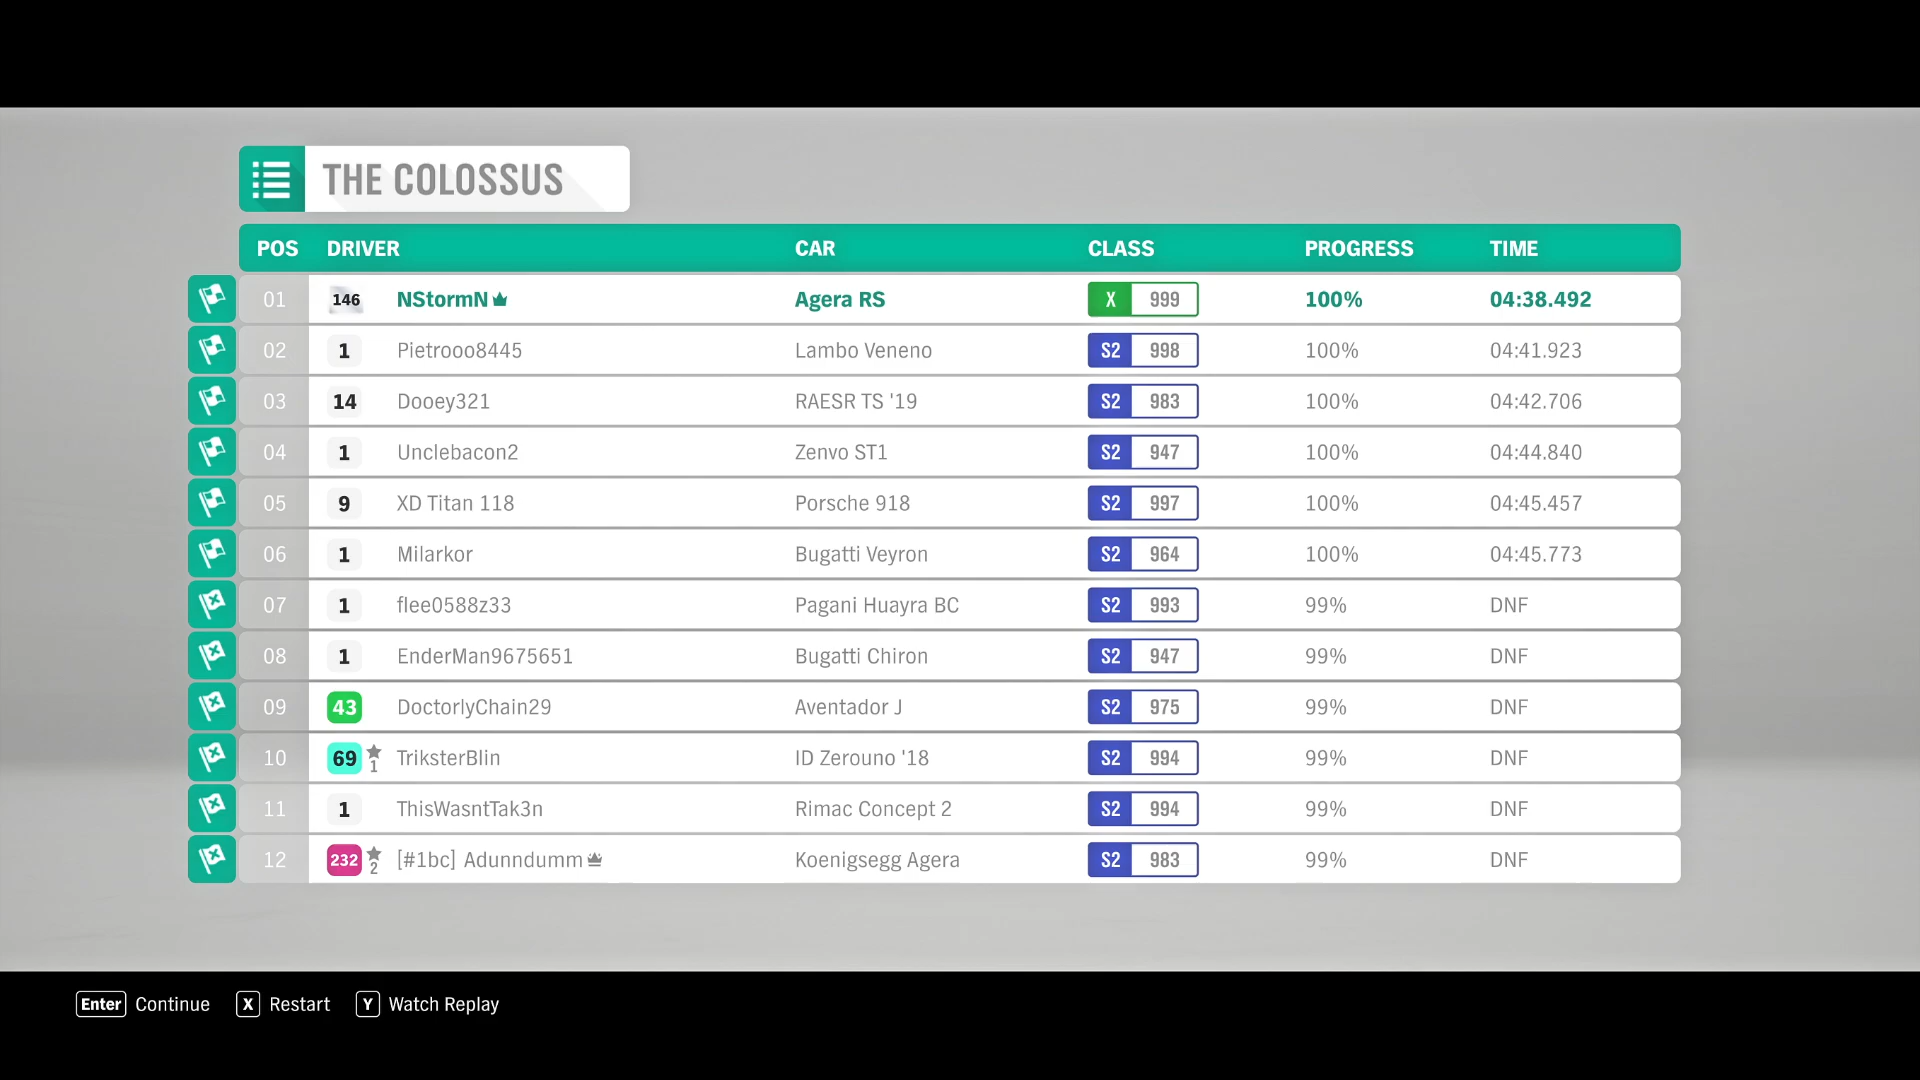 THE COLOSSUS
POS DRIVER CAR CLASS PROGRESS TIME
01 146 NStormN Agera RS X 999 100% 04:38.492
02 1 Pietrooo8445 Lambo Veneno S2 998 100% 04:41.923
03 14 Dooey321 RAESR TS '19 S2 983 100% 04:42.706
04 1 Unclebacon2 Zenvo ST1 S2 947 100% 04:44.840
05 9 XD Titan 118 Porsche 918 S2 997 100% 04:45.457
06 1 Milarkor Bugatti Veyron S2 964 100% 04:45.773
07 1 flee0588z33 Pagani Huayra BC S2 993 99% DNF
08 1 EnderMan9675651 Bugatti Chiron S2 947 99% DNF
09 43 DoctorlyChain29 Aventador J S2 975 99% DNF
10 69 1 TriksterBlin ID Zerouno '18 S2 994 99% DNF
11 1 ThisWasntTak3n Rimac Concept 2 S2 994 99% DNF
12 232 2 [#1bc] Adunndumm Koenigsegg Agera S2 983 99% DNF
Enter Continue X Restart Y Watch Replay